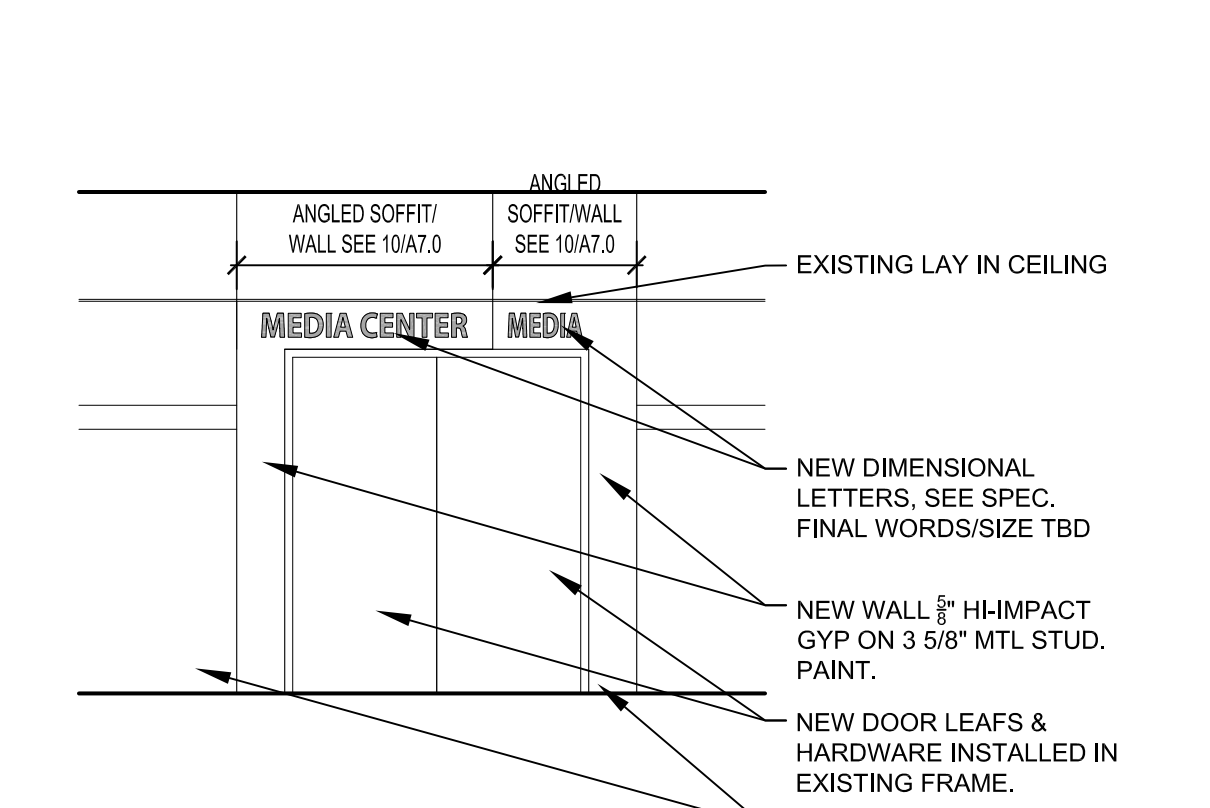 ANGLED
ANGLED SOFFIT/
WALL SEE 10/A7.0
SOFFIT/WALL
SEE 10/A7.0
EXISTING LAY IN CEILING
MEDIA CENTER
MEDIA
NEW DIMENSIONAL
LETTERS, SEE SPEC.
FINAL WORDS/SIZE TBD
NEW WALL 5/8" HI-IMPACT
GYP ON 3 5/8" MTL STUD.
PAINT.
NEW DOOR LEAFS &
HARDWARE INSTALLED IN
EXISTING FRAME.